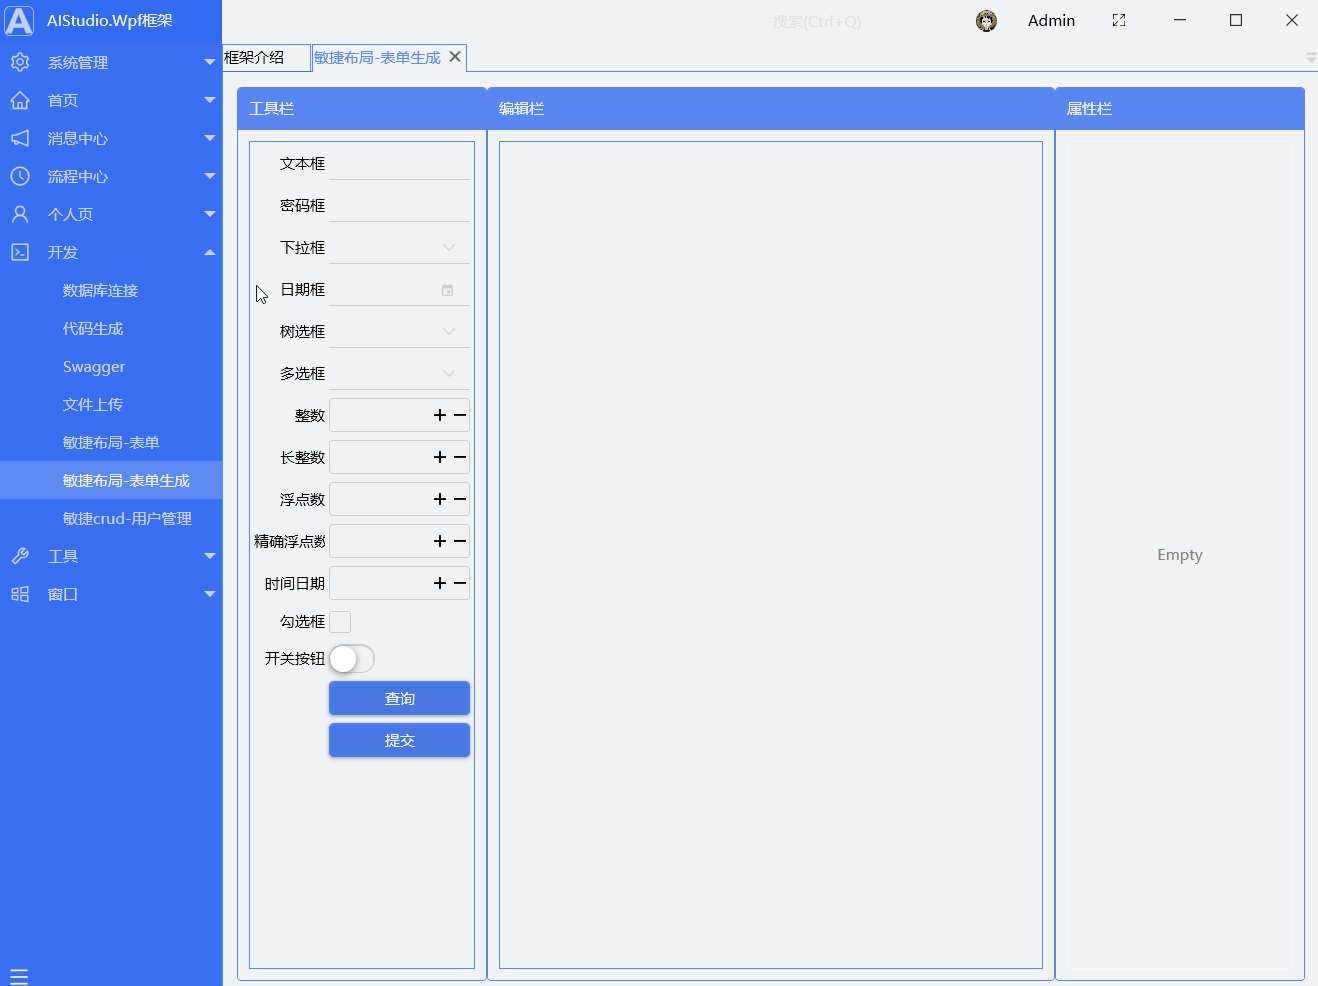 AIStudio.Wpf框架
搜索(Ctrl+Q)
Admin
系统管理
首页
消息中心
流程中心
个人页
开发
数据库连接
代码生成
Swagger
文件上传
敏捷布局-表单
敏捷布局-表单生成
敏捷crud-用户管理
工具
窗口
框架介绍
敏捷布局-表单生成
工具栏
文本框
密码框
下拉框
日期框
树选框
多选框
整数
长整数
浮点数
精确浮点数
时间日期
勾选框
开关按钮
查询
提交
编辑栏
属性栏
Empty